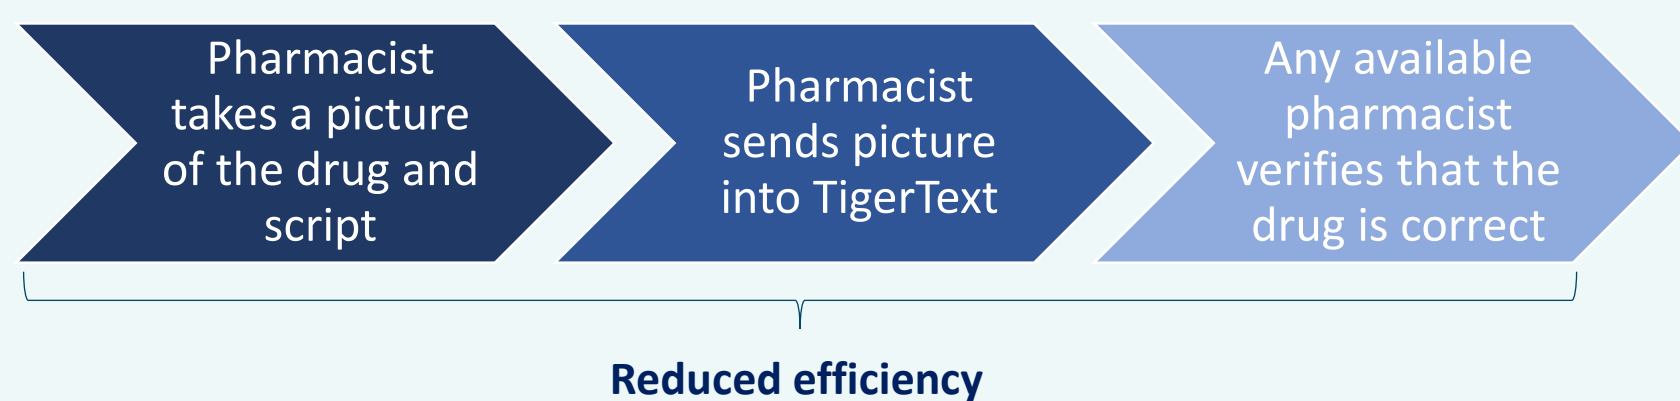 Pharmacist
takes a picture
of the drug and
script
Pharmacist
sends picture
into TigerText
Any available
pharmacist
verifies that the
drug is correct
Reduced efficiency